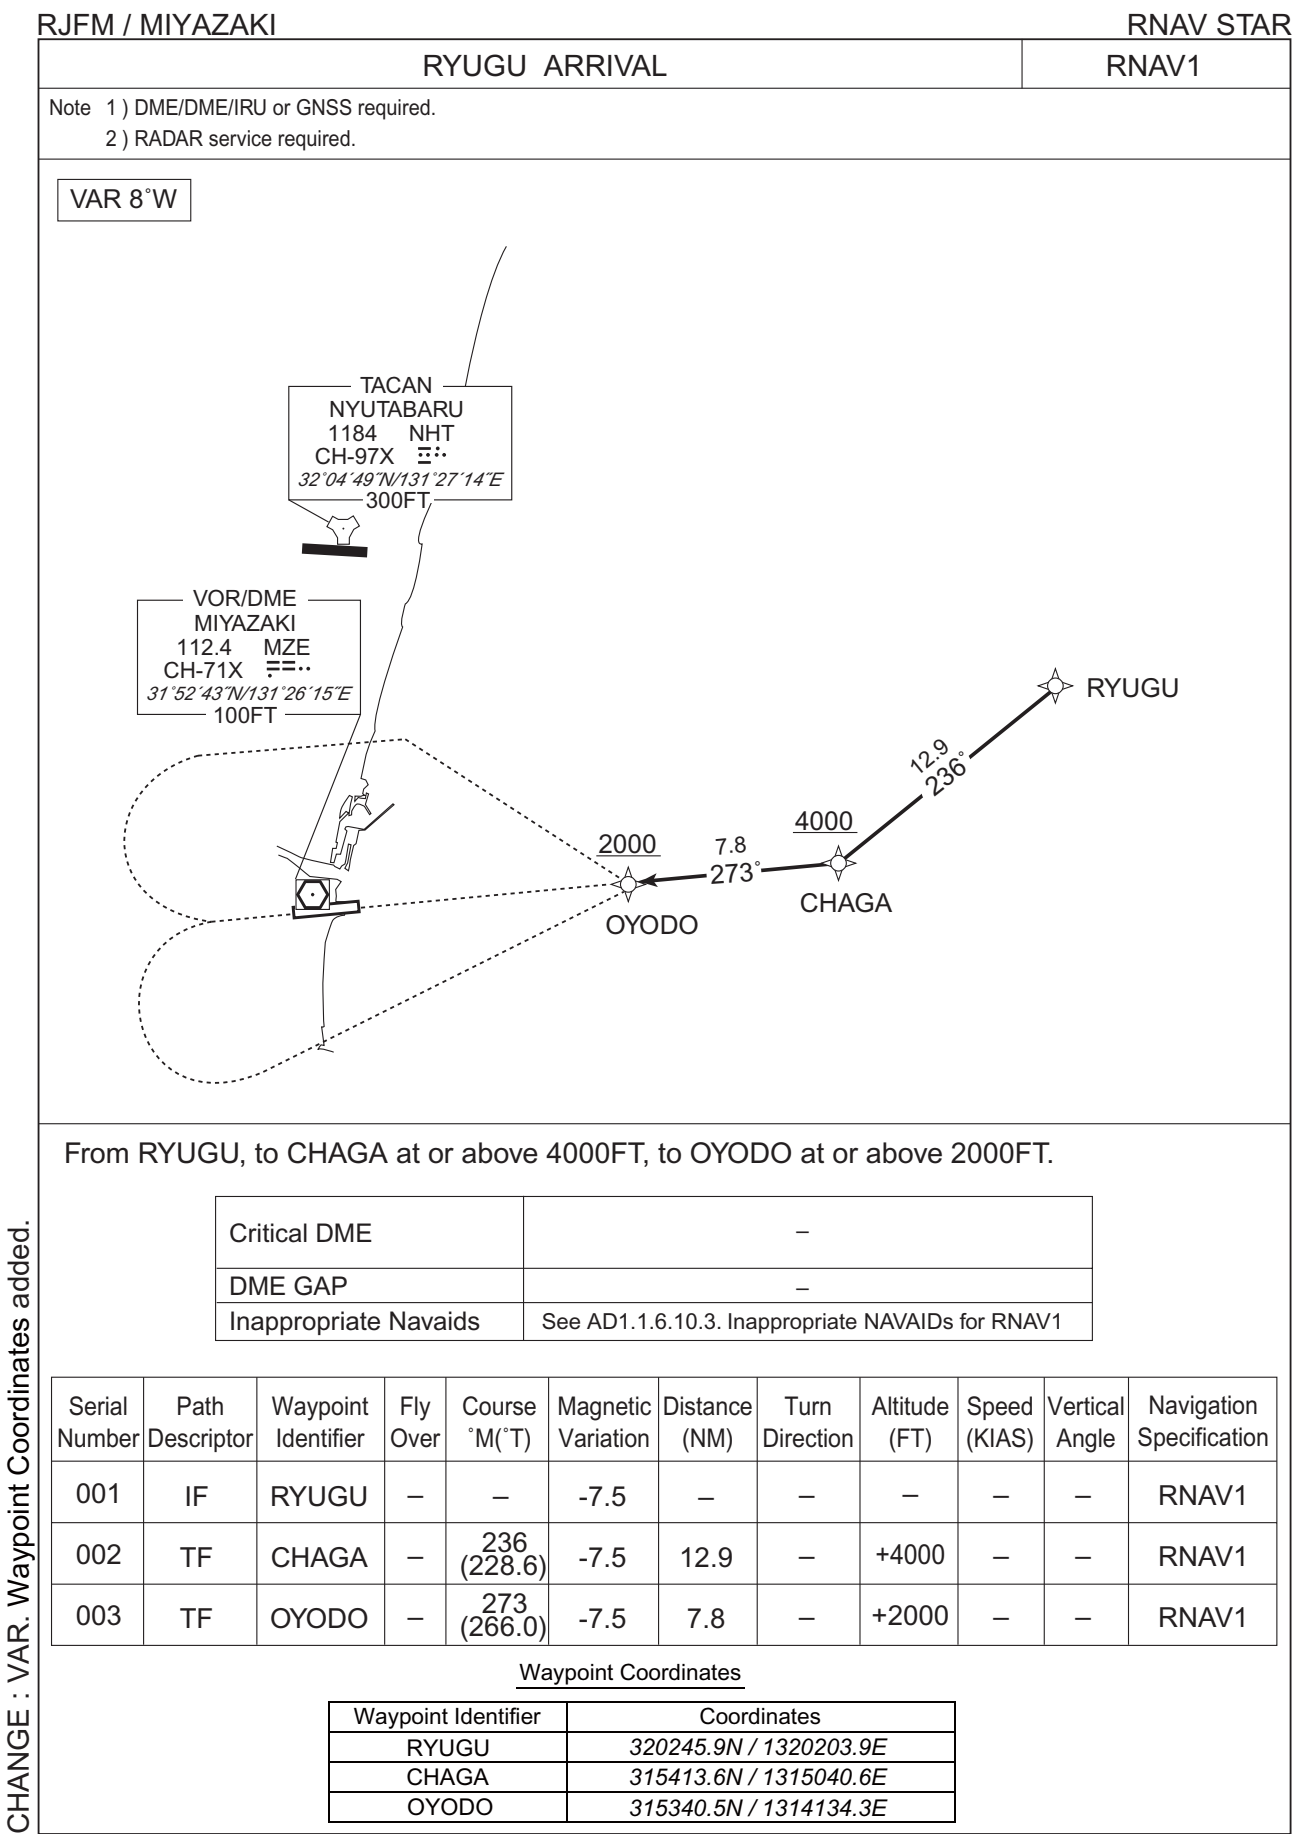 RJFM / MIYAZAKI RNAV STAR
RYUGU ARRIVAL RNAV1
Note 1 ) DME/DME/IRU or GNSS required.
2 ) RADAR service required.
VAR 8˚W
TACAN
NYUTABARU
1184 NHT
CH-97X
32˚04´49˝N/131˚27´14˝E
300FT
VOR/DME
MIYAZAKI
112.4 MZE
CH-71X
31˚52´43˝N/131˚26´15˝E
100FT
RYUGU
12.9
236˚
4000
7.8
273˚
2000
CHAGA
OYODO
From RYUGU, to CHAGA at or above 4000FT, to OYODO at or above 2000FT.
Critical DME –
DME GAP –
Inappropriate Navaids See AD1.1.6.10.3. Inappropriate NAVAIDs for RNAV1
Serial Path Waypoint Fly Course Magnetic Distance Turn Altitude Speed Vertical Navigation
Number Descriptor Identifier Over ˚M(˚T) Variation (NM) Direction (FT) (KIAS) Angle Specification
001 IF RYUGU – – -7.5 – – – – – RNAV1
002 TF CHAGA – 236 (228.6) -7.5 12.9 – +4000 – – RNAV1
003 TF OYODO – 273 (266.0) -7.5 7.8 – +2000 – – RNAV1
Waypoint Coordinates
Waypoint Identifier Coordinates
RYUGU 320245.9N / 1320203.9E
CHAGA 315413.6N / 1315040.6E
OYODO 315340.5N / 1314134.3E
CHANGE : VAR. Waypoint Coordinates added.